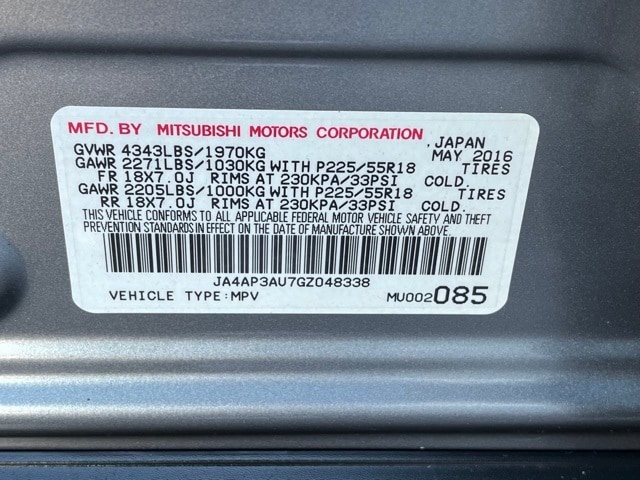 MFD. BY MITSUBISHI MOTORS CORPORATION, JAPAN
GVWR 4343LBS/1970KG MAY 2016
GAWR 2271LBS/1030KG WITH P225/55R18 TIRES
FR 18X7.0J RIMS AT 230KPA/33PSI COLD.
GAWR 2205LBS/1000KG WITH P225/55R18 TIRES
RR 18X7.0J RIMS AT 230KPA/33PSI COLD.
THIS VEHICLE CONFORMS TO ALL APPLICABLE FEDERAL MOTOR VEHICLE SAFETY AND THEFT
PREVENTION STANDARDS IN EFFECT ON THE DATE OF MANUFACTURE SHOWN ABOVE.
JA4AP3AU7GZ048338
VEHICLE TYPE:MPV MU002 085